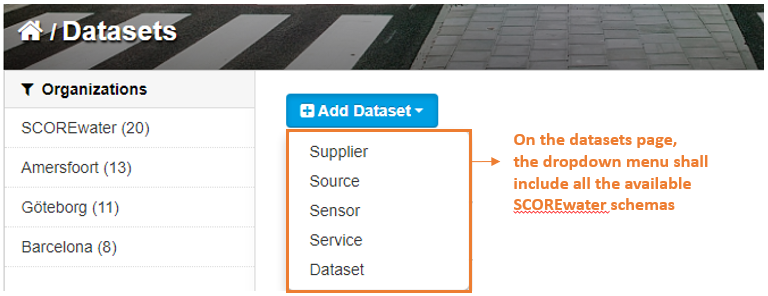 / Datasets
Organizations
SCOREwater (20)
Amersfoort (13)
Göteborg (11)
Barcelona (8)
Add Dataset
Supplier
Source
Sensor
Service
Dataset
On the datasets page,
the dropdown menu shall
include all the available
SCOREwater schemas